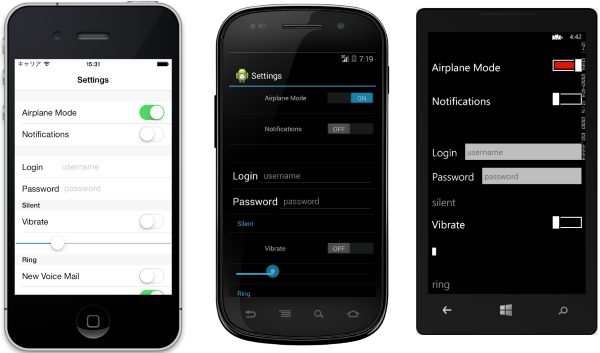 キャリア 15:31
Settings
Airplane Mode
Notifications
Login username
Password password
Silent
Vibrate
Ring
New Voice Mail
7:19
Settings
Airplane Mode ON
Notifications OFF
Login username
Password password
Silent
Vibrate OFF
Ring
4:42
Airplane Mode
Notifications
Login username
Password password
silent
Vibrate
ring